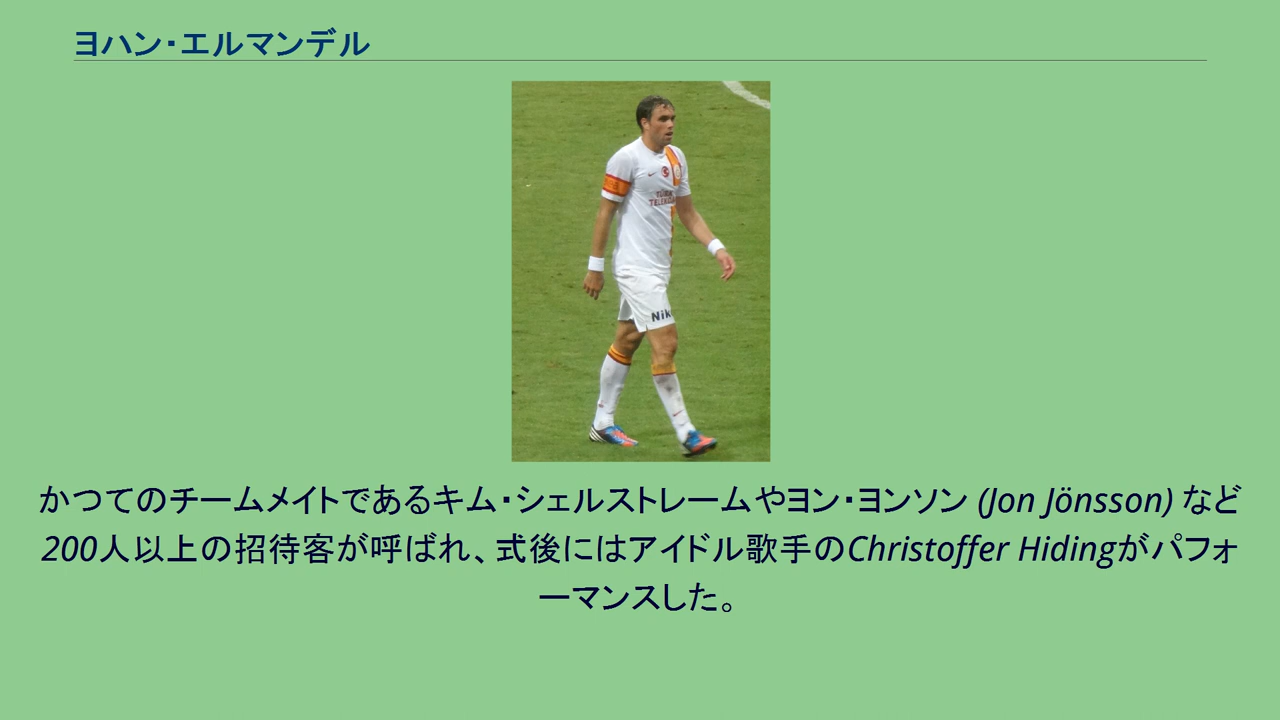 ヨハン・エルマンデル
TÜRK
TELEKOM
Nik
かつてのチームメイトであるキム・シェルストレームやヨン・ヨンソン (Jon Jönsson) など
200人以上の招待客が呼ばれ、式後にはアイドル歌手のChristoffer Hidingがパフォ
ーマンスした。